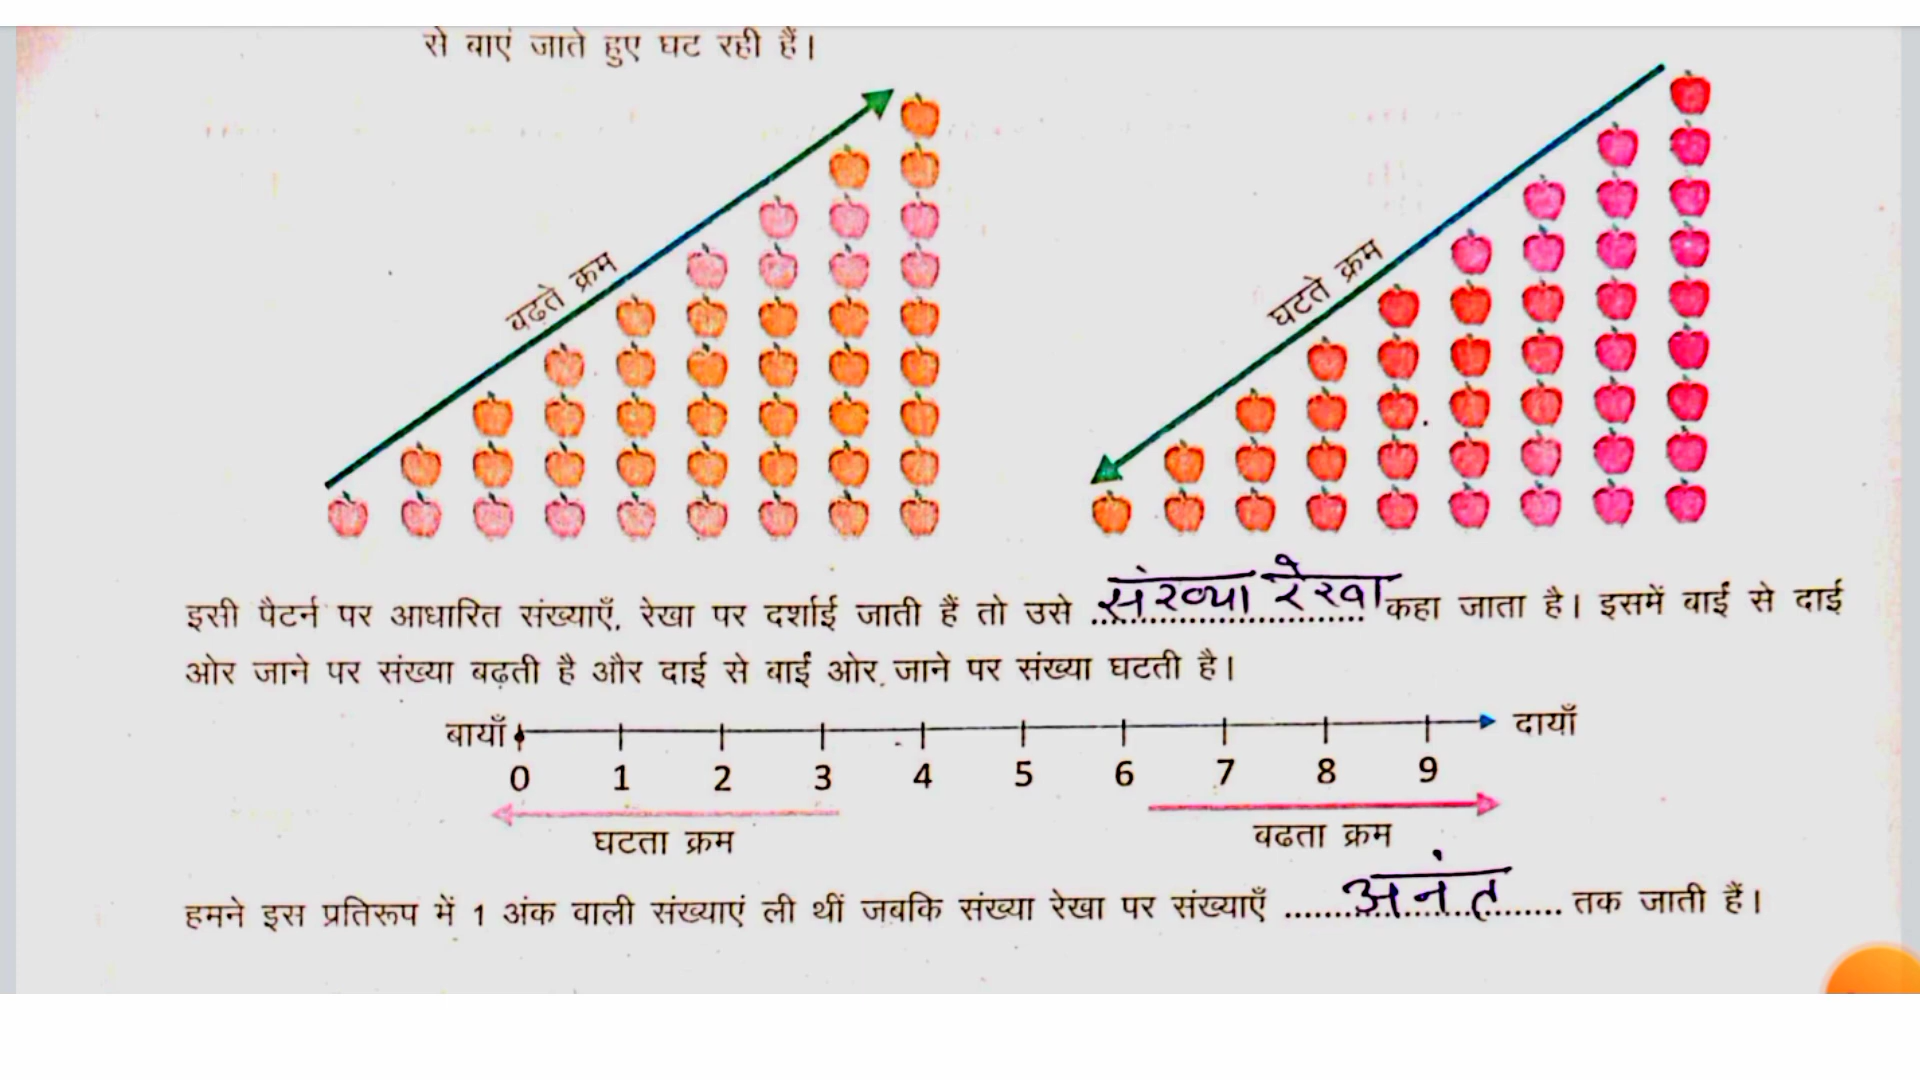 से बाएं जाते हुए घट रही हैं।
बढते क्रम
घटते क्रम
इसी पैटर्न पर आधारित संख्याएँ, रेखा पर दर्शाई जाती हैं तो उसे संख्या रेखा कहा जाता है। इसमें बाईं से दाईं
ओर जाने पर संख्या बढ़ती है और दाईं से बाईं ओर जाने पर संख्या घटती है।
बायाँ दायाँ
0 1 2 3 4 5 6 7 8 9
घटता क्रम बढता क्रम
हमने इस प्रतिरूप में 1 अंक वाली संख्याएं ली थीं जबकि संख्या रेखा पर संख्याएँ ......अनंत...... तक जाती हैं।